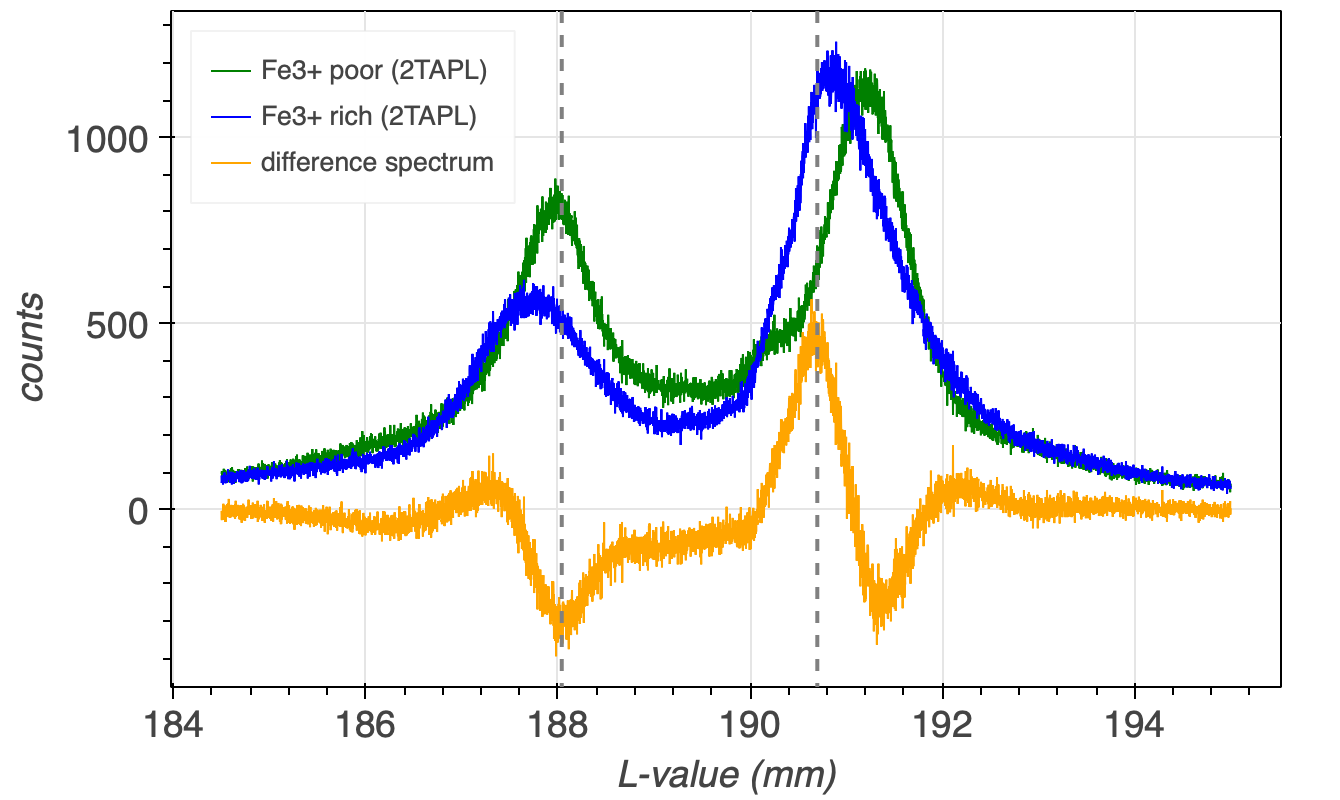 Fe3+ poor (2TAPL)
Fe3+ rich (2TAPL)
difference spectrum
1000
500
0
counts
184 186 188 190 192 194
L-value (mm)